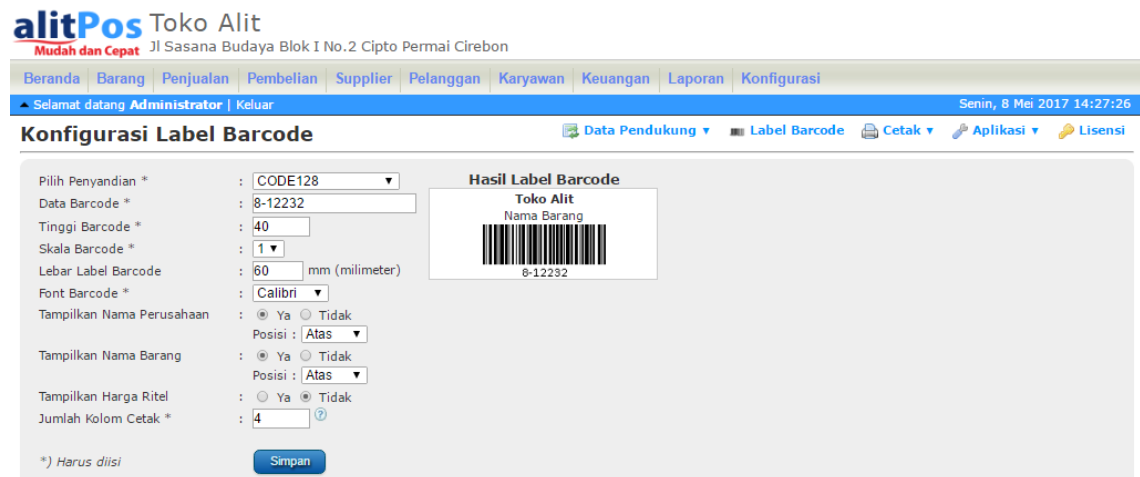 alitPos Toko Alit
Mudah dan Cepat Jl Sasana Budaya Blok I No.2 Cipto Permai Cirebon
Beranda Barang Penjualan Pembelian Supplier Pelanggan Karyawan Keuangan Laporan Konfigurasi
Selamat datang Administrator | Keluar Senin, 8 Mei 2017 14:27:26
Konfigurasi Label Barcode Data Pendukung Label Barcode Cetak Aplikasi Lisensi
Pilih Penyandian * : CODE128 Hasil Label Barcode
Data Barcode * : 8-12232 Toko Alit
Nama Barang
Tinggi Barcode * : 40
Skala Barcode * : 1
Lebar Label Barcode : 60 mm (milimeter) 8-12232
Font Barcode * : Calibri
Tampilkan Nama Perusahaan : Ya Tidak
Posisi : Atas
Tampilkan Nama Barang : Ya Tidak
Posisi : Atas
Tampilkan Harga Ritel : Ya Tidak
Jumlah Kolom Cetak * : 4 ?
*) Harus diisi Simpan